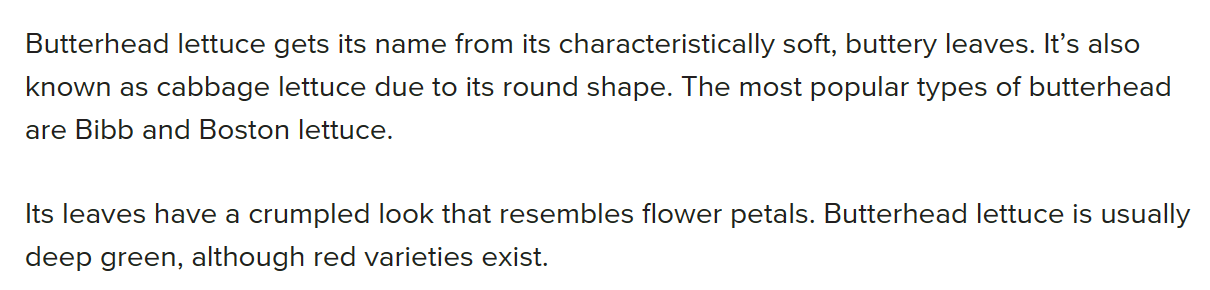 Butterhead lettuce gets its name from its characteristically soft, buttery leaves. It’s also
known as cabbage lettuce due to its round shape. The most popular types of butterhead
are Bibb and Boston lettuce.
Its leaves have a crumpled look that resembles flower petals. Butterhead lettuce is usually
deep green, although red varieties exist.